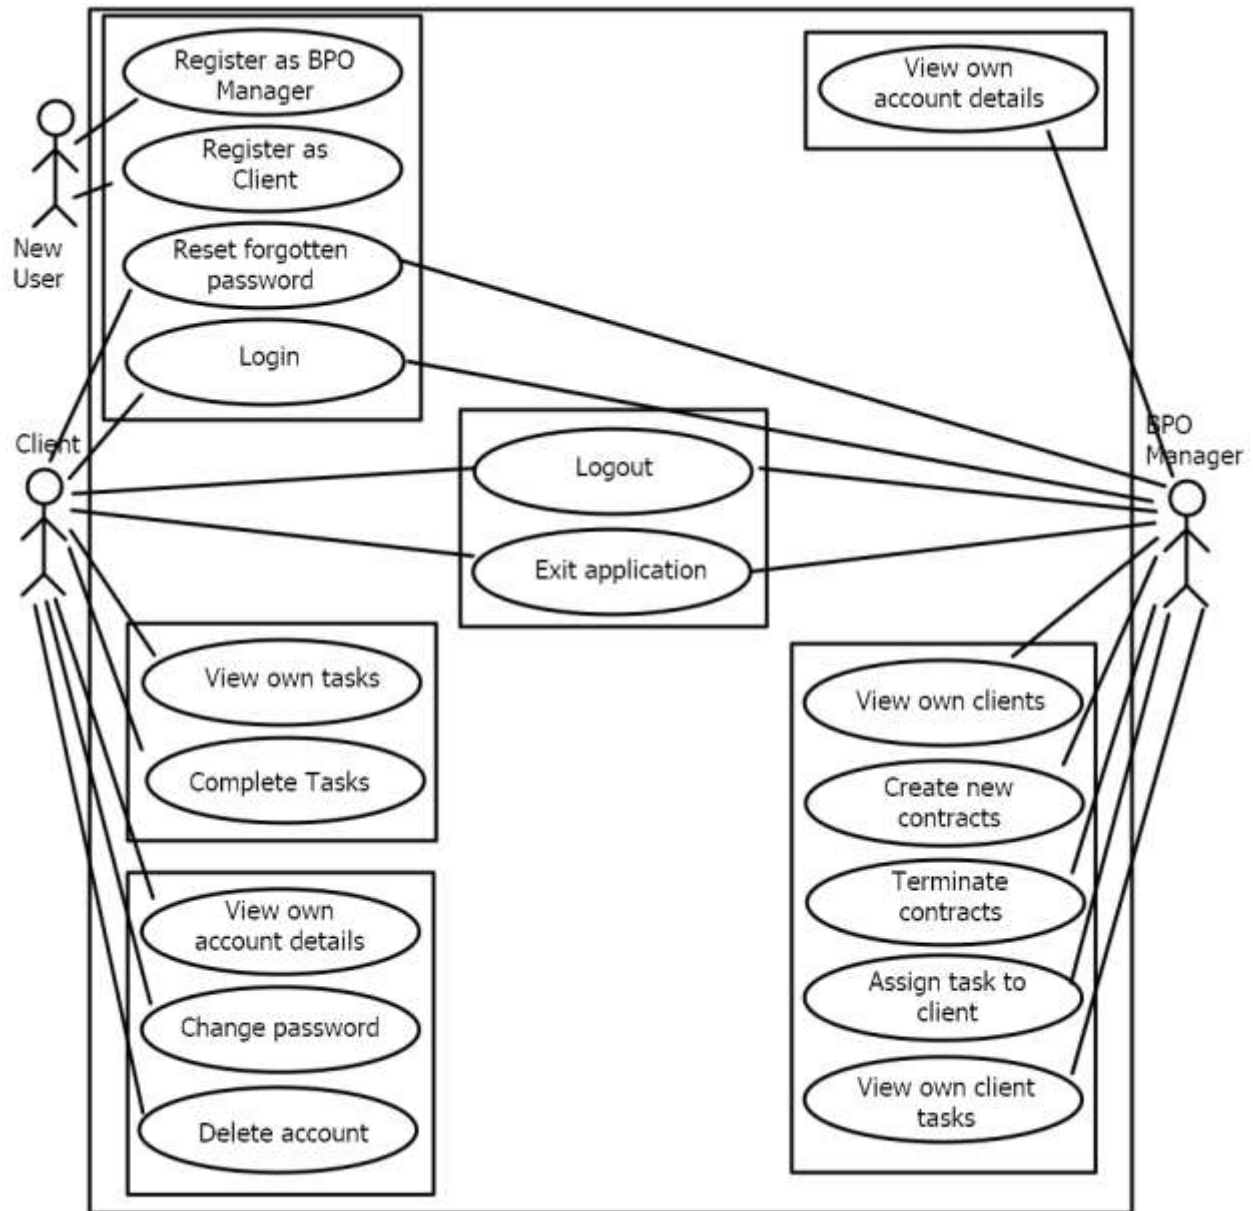 Register as BPO
Manager
Register as
Client
Reset forgotten
password
Login
New
User
View own
account details
Client
BPO
Manager
Logout
Exit application
View own tasks
Complete Tasks
View own
account details
Change password
Delete account
View own clients
Create new
contracts
Terminate
contracts
Assign task to
client
View own client
tasks